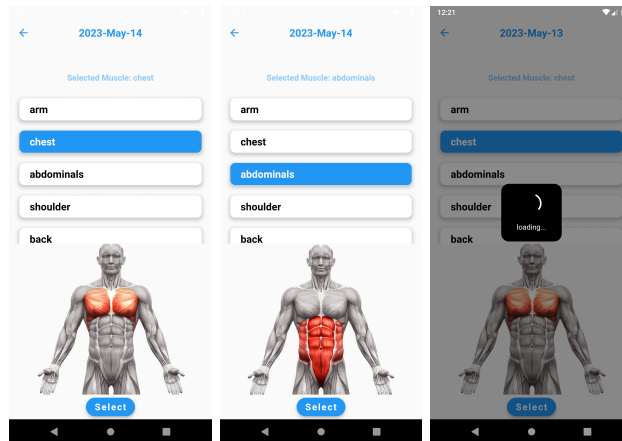 2023-May-14
Selected Muscle: chest
arm
chest
abdominals
shoulder
back
Select
2023-May-14
Selected Muscle: abdominals
arm
chest
abdominals
shoulder
back
Select
12:21
2023-May-13
Selected Muscle: chest
arm
chest
abdominals
shoulder
loading...
back
Select